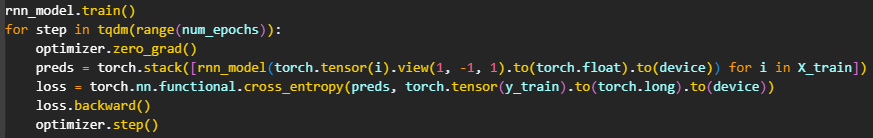 rnn_model.train()
for step in tqdm(range(num_epochs)):
    optimizer.zero_grad()
    preds = torch.stack([rnn_model(torch.tensor(i).view(1, -1, 1).to(torch.float).to(device)) for i in X_train])
    loss = torch.nn.functional.cross_entropy(preds, torch.tensor(y_train).to(torch.long).to(device))
    loss.backward()
    optimizer.step()